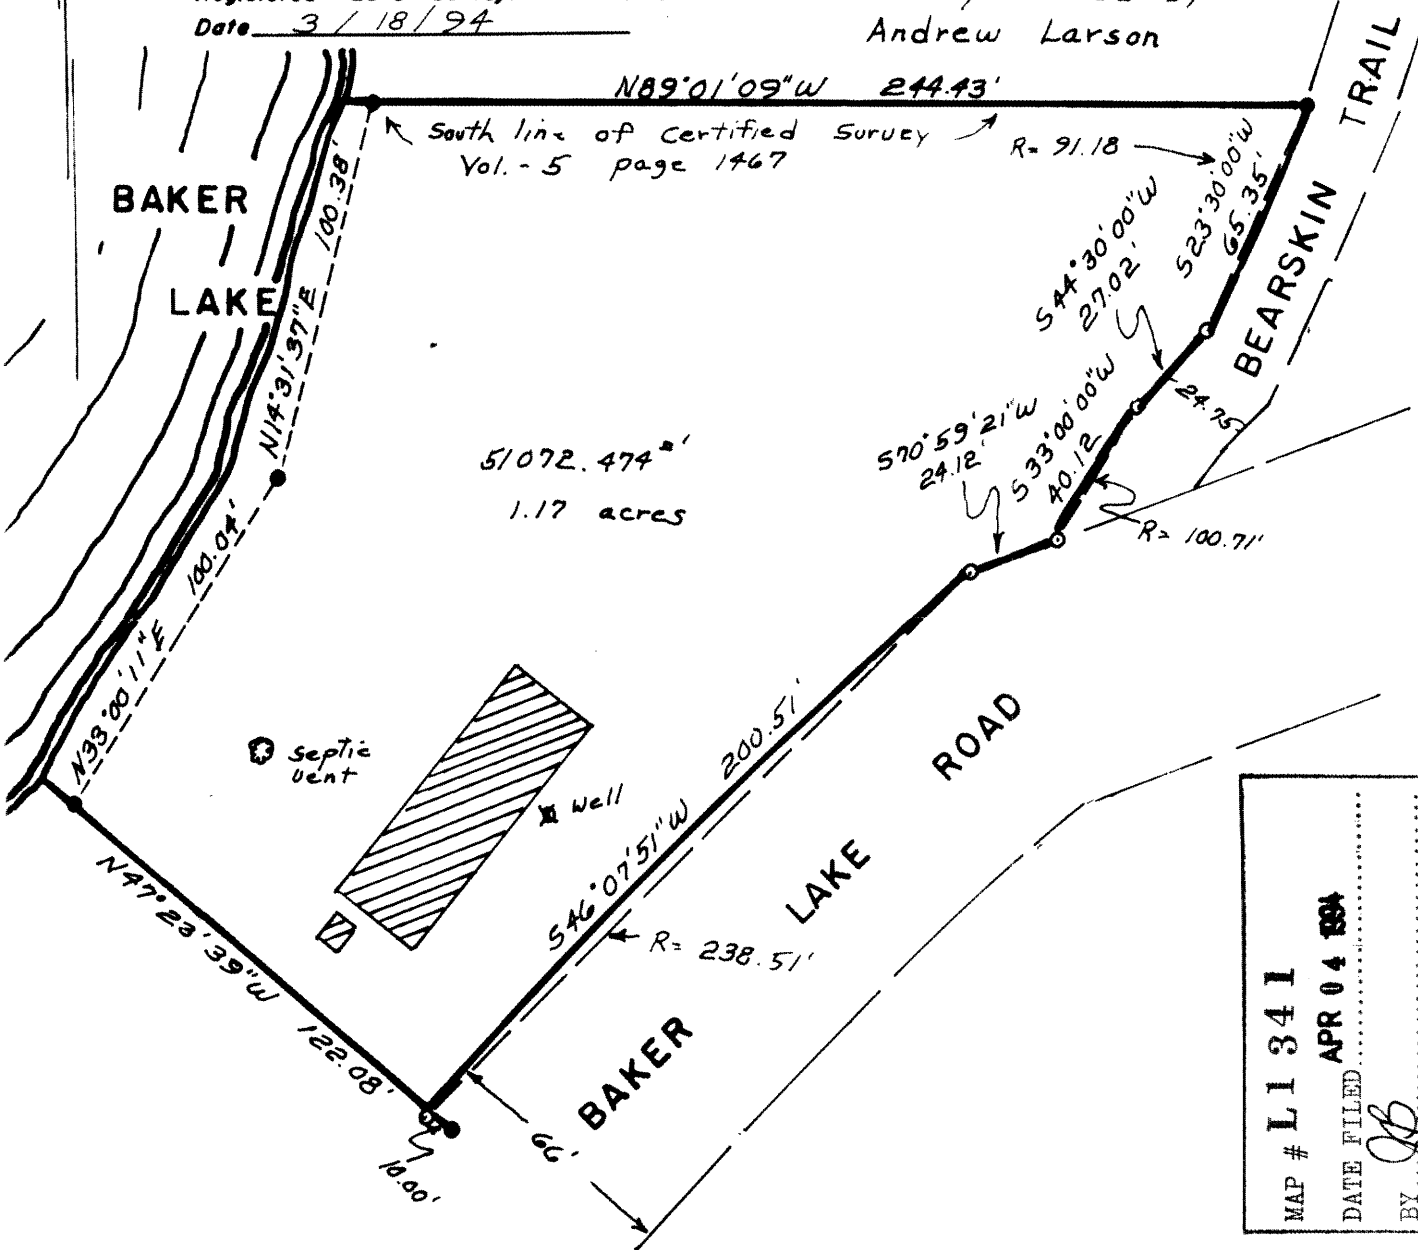 Date 3 / 18 / 94
Andrew Larson
N89°01'09"W 244.43'
South line of Certified Survey
Vol. - 5 page 1467
R= 91.18
S23°30'00"W
65.35'
S44°30'00"W
27.02'
S33°00'00"W
40.12
S70°59'21"W
24.12'
24.75
R= 100.71'
BEARSKIN TRAIL
BAKER
LAKE
100.38'
N14°31'37"E
100.04'
N33°00'11"E
51072.474
1.17 acres
septic
vent
well
200.51'
S46°07'51"W
R= 238.51'
N47°23'39"W 122.08'
10.00'
66'
BAKER LAKE ROAD
MAP # L1341
DATE FILED APR 04 1994
BY